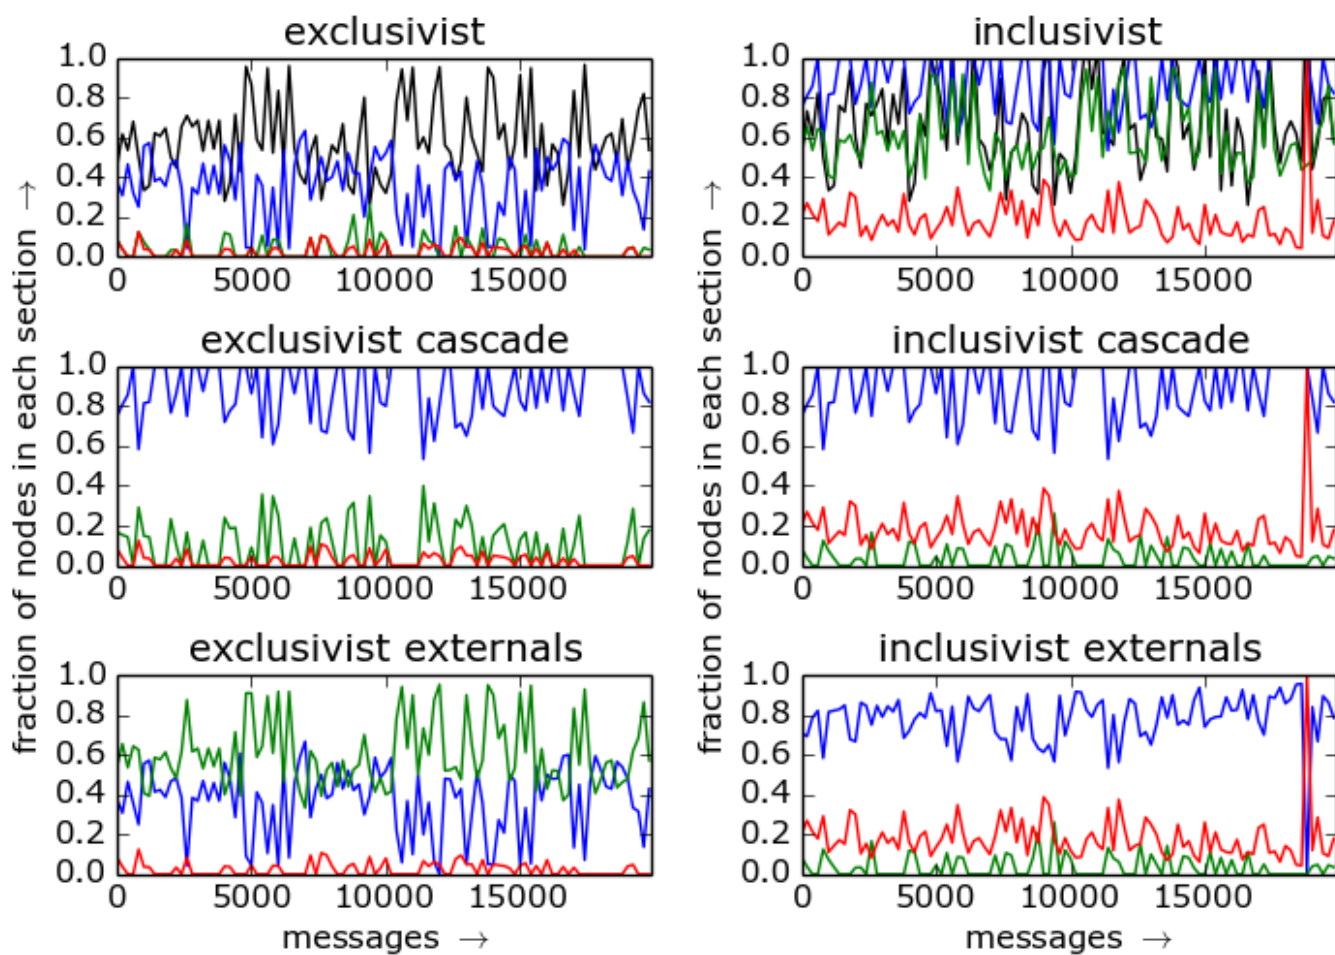 exclusivist
inclusivist
1.0
0.8
0.6
0.4
0.2
0.0
0 5000 10000 15000
1.0
0.8
0.6
0.4
0.2
0.0
0 5000 10000 15000
exclusivist cascade
inclusivist cascade
1.0
0.8
0.6
0.4
0.2
0.0
0 5000 10000 15000
1.0
0.8
0.6
0.4
0.2
0.0
0 5000 10000 15000
exclusivist externals
inclusivist externals
1.0
0.8
0.6
0.4
0.2
0.0
0 5000 10000 15000
1.0
0.8
0.6
0.4
0.2
0.0
0 5000 10000 15000
fraction of nodes in each section →
fraction of nodes in each section →
messages →
messages →